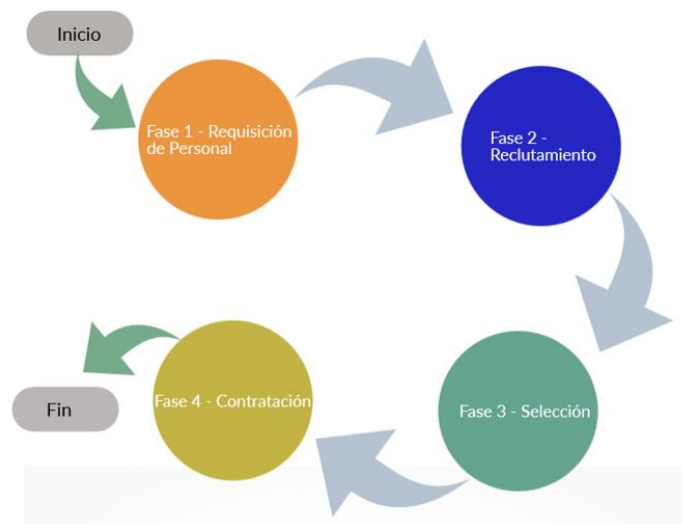 Inicio
Fase 1 - Requisición
de Personal
Fase 2 -
Reclutamiento
Fase 3 - Selección
Fase 4 - Contratación
Fin